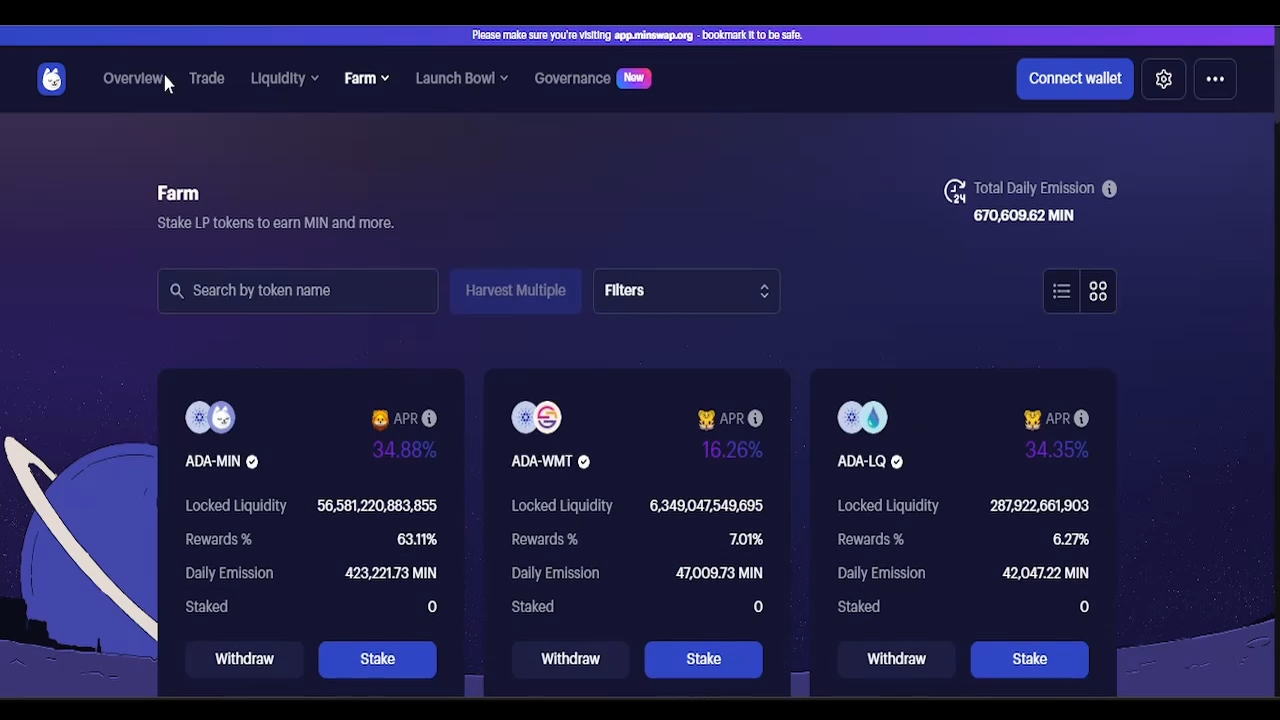 Please make sure you're visiting app.minswap.org - bookmark it to be safe.
Overview Trade Liquidity Farm Launch Bowl Governance New Connect wallet
Farm
Stake LP tokens to earn MIN and more.
Total Daily Emission
24
670,609.62 MIN
Search by token name Harvest Multiple Filters
APR APR APR
34.88% 16.26% 34.35%
ADA-MIN ADA-WMT ADA-LQ
Locked Liquidity 56,581,220,883,855 Locked Liquidity 6,349,047,549,695 Locked Liquidity 287,922,661,903
Rewards % 63.11% Rewards % 7.01% Rewards % 6.27%
Daily Emission 423,221.73 MIN Daily Emission 47,009.73 MIN Daily Emission 42,047.22 MIN
Staked 0 Staked 0 Staked 0
Withdraw Stake Withdraw Stake Withdraw Stake